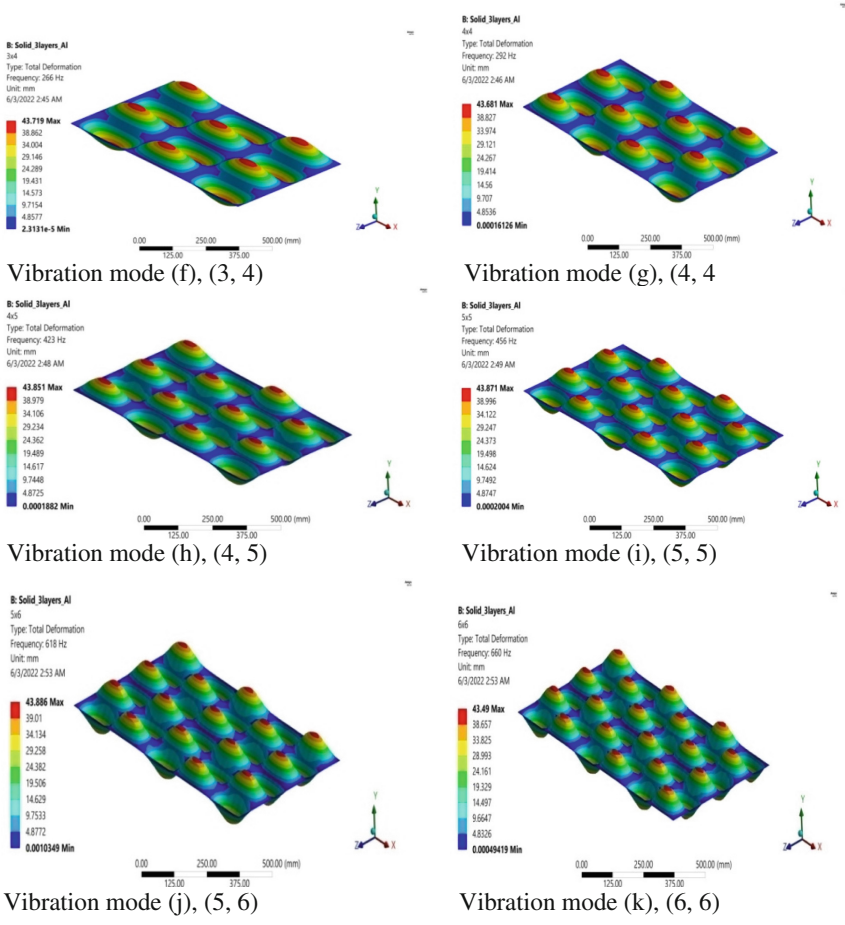 B: Solid_3layers_Al
3x4
Type: Total Deformation
Frequency: 266 Hz
Unit: mm
6/3/2022 2:45 AM
43.719 Max
38.862
34.004
29.146
24.289
19.431
14.573
9.7154
4.8577
2.3131e-5 Min
Y
Z X
0.00 250.00 500.00 (mm)
125.00 375.00
Vibration mode (f), (3, 4)
B: Solid_3layers_Al
4x4
Type: Total Deformation
Frequency: 292 Hz
Unit: mm
6/3/2022 2:46 AM
43.681 Max
38.827
33.974
29.121
24.267
19.414
14.56
9.707
4.8536
0.00016126 Min
Y
Z X
0.00 250.00 500.00 (mm)
125.00 375.00
Vibration mode (g), (4, 4
B: Solid_3layers_Al
4x5
Type: Total Deformation
Frequency: 423 Hz
Unit: mm
6/3/2022 2:48 AM
43.851 Max
38.979
34.106
29.234
24.362
19.489
14.617
9.7448
4.8725
0.0001882 Min
Y
Z X
0.00 250.00 500.00 (mm)
125.00 375.00
Vibration mode (h), (4, 5)
B: Solid_3layers_Al
5x5
Type: Total Deformation
Frequency: 456 Hz
Unit: mm
6/3/2022 2:49 AM
43.871 Max
38.996
34.122
29.247
24.373
19.498
14.624
9.7492
4.8747
0.0002004 Min
Y
Z X
0.00 250.00 500.00 (mm)
125.00 375.00
Vibration mode (i), (5, 5)
B: Solid_3layers_Al
5x6
Type: Total Deformation
Frequency: 618 Hz
Unit: mm
6/3/2022 2:53 AM
43.886 Max
39.01
34.134
29.258
24.382
19.506
14.629
9.7533
4.8772
0.0010349 Min
Y
Z X
0.00 250.00 500.00 (mm)
125.00 375.00
Vibration mode (j), (5, 6)
B: Solid_3layers_Al
6x6
Type: Total Deformation
Frequency: 660 Hz
Unit: mm
6/3/2022 2:53 AM
43.49 Max
38.657
33.825
28.993
24.161
19.329
14.497
9.6647
4.8326
0.00049419 Min
Y
Z X
0.00 250.00 500.00 (mm)
125.00 375.00
Vibration mode (k), (6, 6)